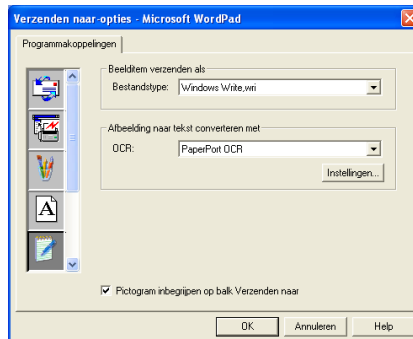 Verzenden naar-opties - Microsoft WordPad
Programmakoppelingen
Beelditem verzenden als
Bestandstype: Windows Write,wri
Afbeelding naar tekst converteren met
OCR: PaperPort OCR
Instellingen...
A
Pictogram inbegrijpen op balk Verzenden naar
OK Annuleren Help